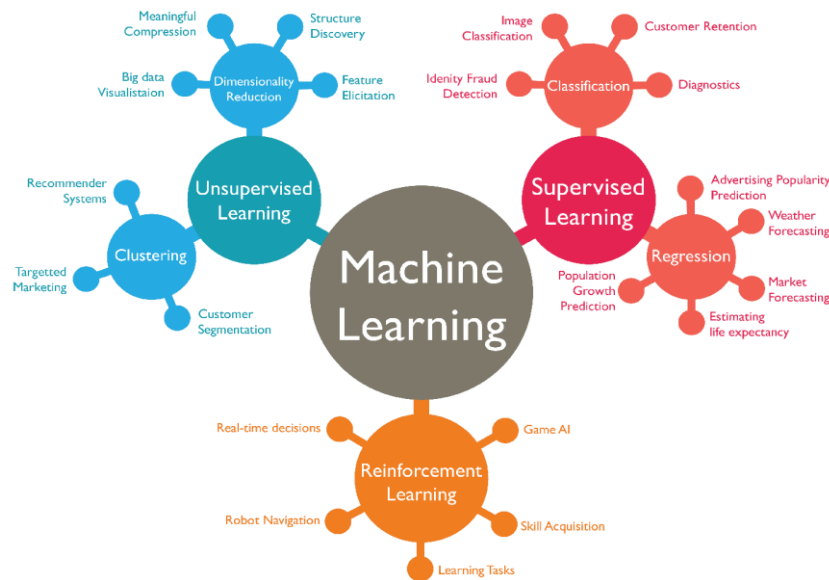 Meaningful
Compression
Structure
Discovery
Big data
Visualistaion
Dimensionality
Reduction
Feature
Elicitation
Unsupervised
Learning
Recommender
Systems
Clustering
Targetted
Marketing
Customer
Segmentation
Machine
Learning
Image
Classification
Customer Retention
Idenity Fraud
Detection
Classification
Diagnostics
Supervised
Learning
Advertising Popularity
Prediction
Weather
Forecasting
Regression
Population
Growth
Prediction
Market
Forecasting
Estimating
life expectancy
Real-time decisions
Game AI
Reinforcement
Learning
Robot Navigation
Skill Acquisition
Learning Tasks